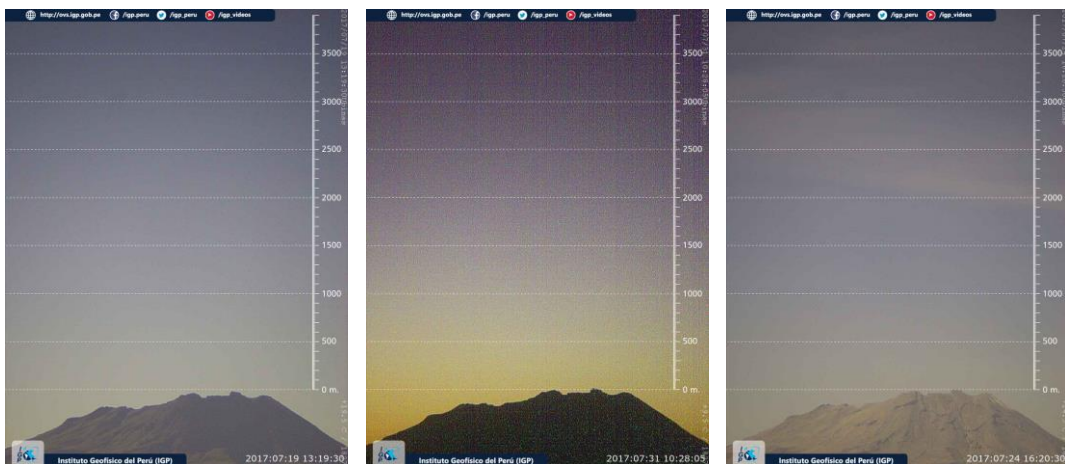 http://ovs.igp.gob.pe /igp.peru /igp_peru /igp_videos
3500
3000
2500
2000
1500
1000
500
0 m.
Instituto Geofísico del Perú (IGP)
2017:07:19 13:19:30
http://ovs.igp.gob.pe /igp.peru /igp_peru /igp_videos
3500
3000
2500
2000
1500
1000
500
0 m.
Instituto Geofísico del Perú (IGP)
2017:07:31 10:28:05
http://ovs.igp.gob.pe /igp.peru /igp_peru /igp_videos
3500
3000
2500
2000
1500
1000
500
0 m.
Instituto Geofísico del Perú (IGP)
2017:07:24 16:20:30